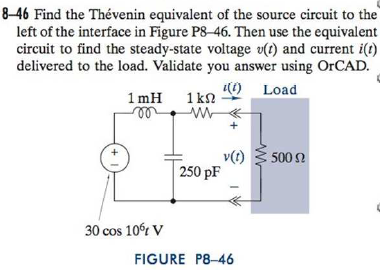 8–46 Find the Thévenin equivalent of the source circuit to the
left of the interface in Figure P8–46. Then use the equivalent
circuit to find the steady-state voltage v(t) and current i(t)
delivered to the load. Validate you answer using OrCAD.
i(t) Load
1 mH 1 kΩ
+
+
v(t) 500 Ω
250 pF
30 cos 10⁶t V
FIGURE P8–46